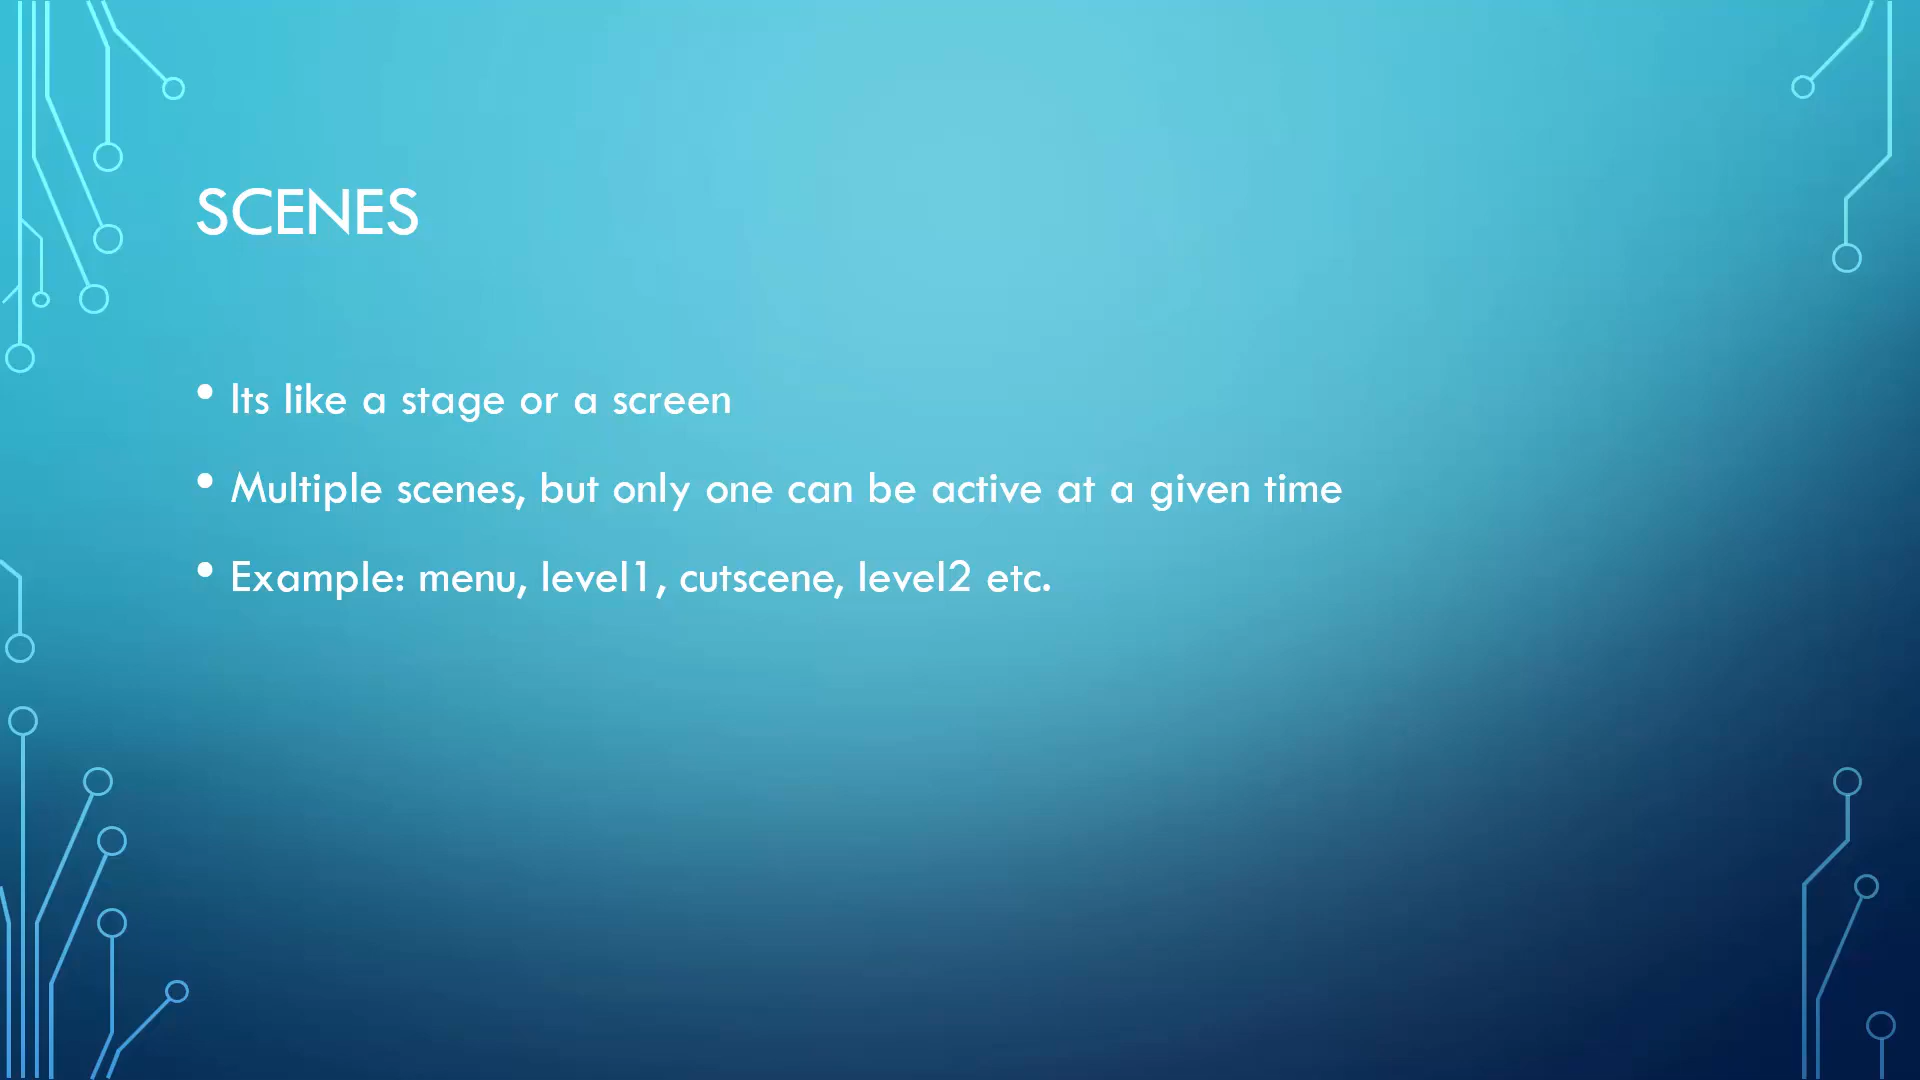 SCENES
• Its like a stage or a screen
• Multiple scenes, but only one can be active at a given time
• Example: menu, level1, cutscene, level2 etc.